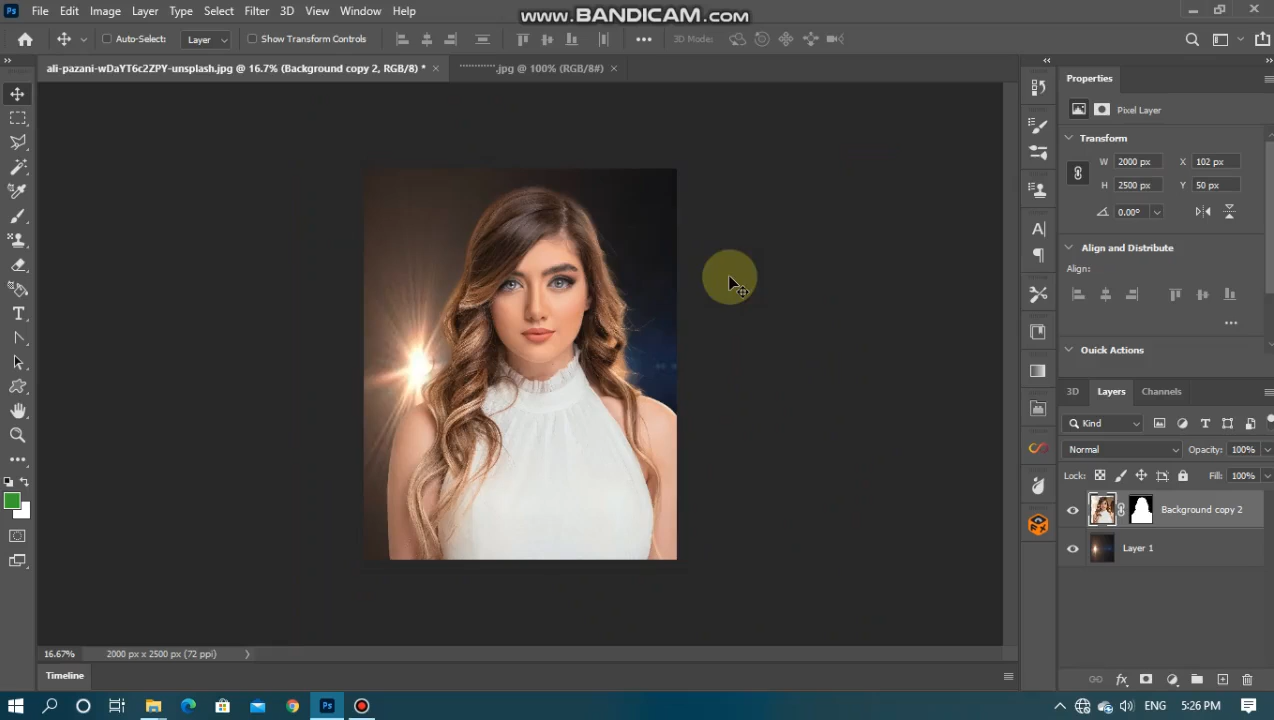 www.BANDICAM.com
Ps File Edit Image Layer Type Select Filter 3D View Window Help
Auto-Select: Layer Show Transform Controls ••• 3D Mode:
ali-pazani-wDaYT6c2ZPY-unsplash.jpg @ 16.7% (Background copy 2, RGB/8) * × ············.jpg @ 100% (RGB/8#) ×
Properties
Pixel Layer
Transform
W 2000 px X 102 px
H 2500 px Y 50 px
0.00°
Align and Distribute
Align:
•••
Quick Actions
3D Layers Channels
Kind
Normal Opacity: 100%
Lock: Fill: 100%
Background copy 2
Layer 1
16.67% 2000 px x 2500 px (72 ppi)
Timeline
Ps ENG 5:26 PM